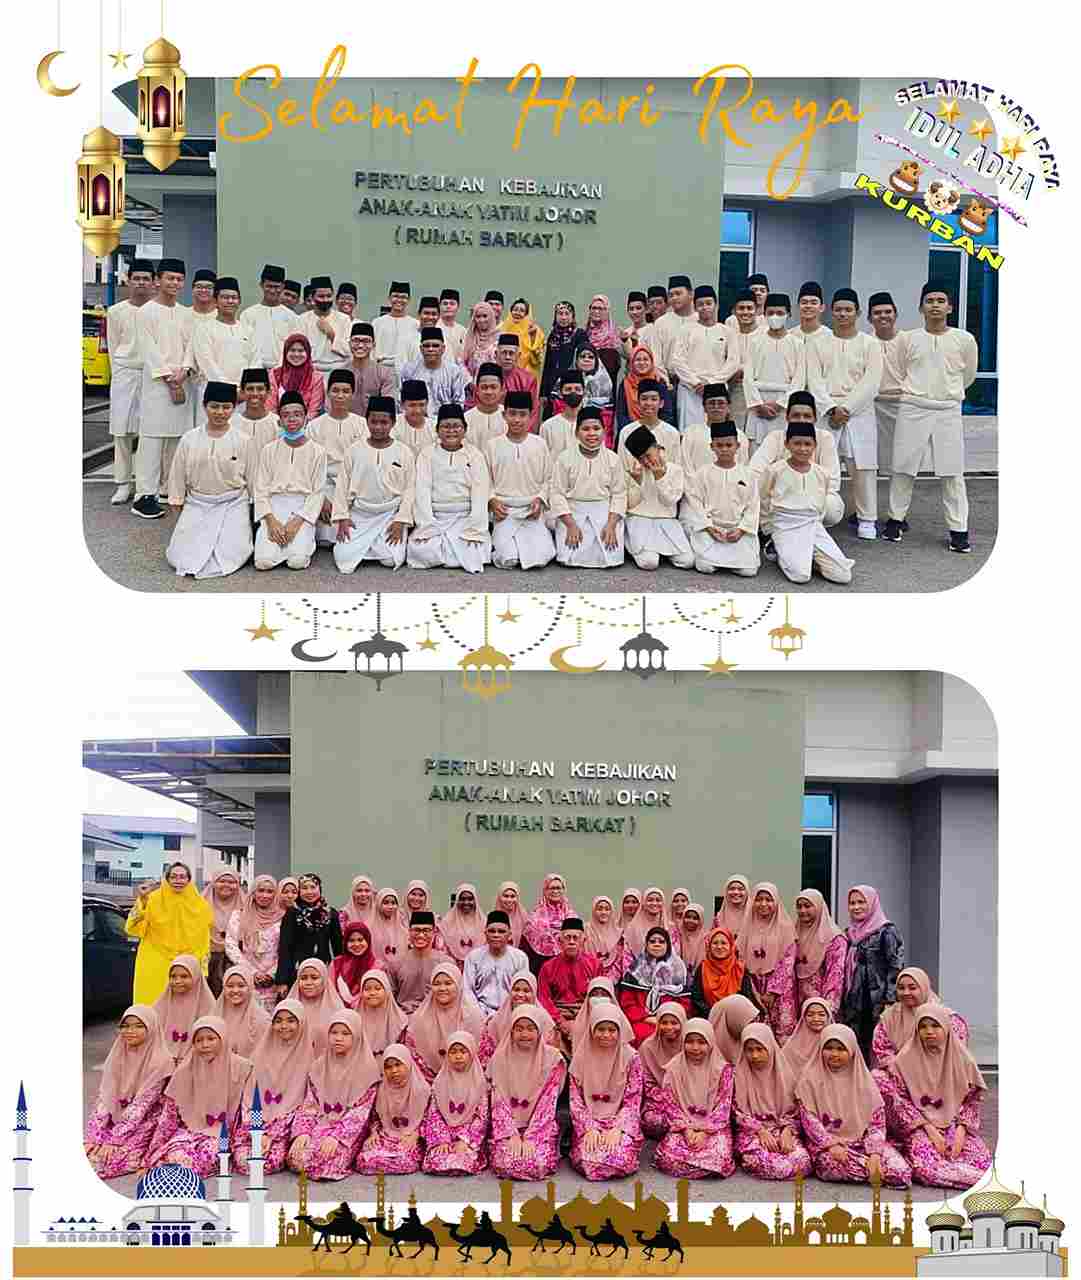 Selamat Hari Raya
SELAMAT HARI RAYA
IDUL ADHA
KURBAN
PERTUBUHAN KEBAJIKAN
ANAK-ANAK YATIM JOHOR
( RUMAH BARKAT )
PERTUBUHAN KEBAJIKAN
ANAK-ANAK YATIM JOHOR
( RUMAH BARKAT )